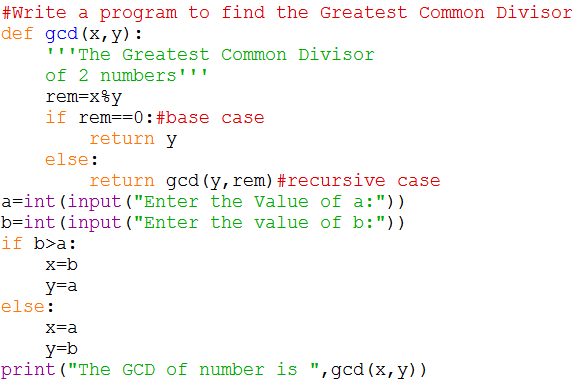 #Write a program to find the Greatest Common Divisor
def gcd(x,y):
    '''The Greatest Common Divisor
    of 2 numbers'''
    rem=x%y
    if rem==0:#base case
        return y
    else:
        return gcd(y,rem)#recursive case
a=int(input("Enter the Value of a:"))
b=int(input("Enter the value of b:"))
if b>a:
    x=b
    y=a
else:
    x=a
    y=b
print("The GCD of number is ",gcd(x,y))